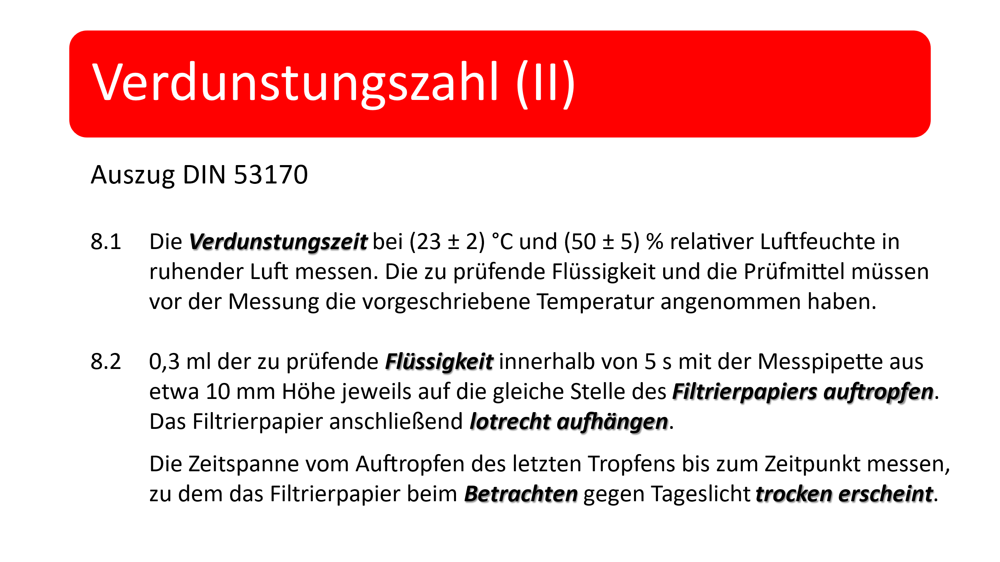 Verdunstungszahl (II)
Auszug DIN 53170
8.1 Die Verdunstungszeit bei (23 ± 2) °C und (50 ± 5) % relativer Luftfeuchte in
ruhender Luft messen. Die zu prüfende Flüssigkeit und die Prüfmittel müssen
vor der Messung die vorgeschriebene Temperatur angenommen haben.
8.2 0,3 ml der zu prüfende Flüssigkeit innerhalb von 5 s mit der Messpipette aus
etwa 10 mm Höhe jeweils auf die gleiche Stelle des Filtrierpapiers auftropfen.
Das Filtrierpapier anschließend lotrecht aufhängen.
Die Zeitspanne vom Auftropfen des letzten Tropfens bis zum Zeitpunkt messen,
zu dem das Filtrierpapier beim Betrachten gegen Tageslicht trocken erscheint.